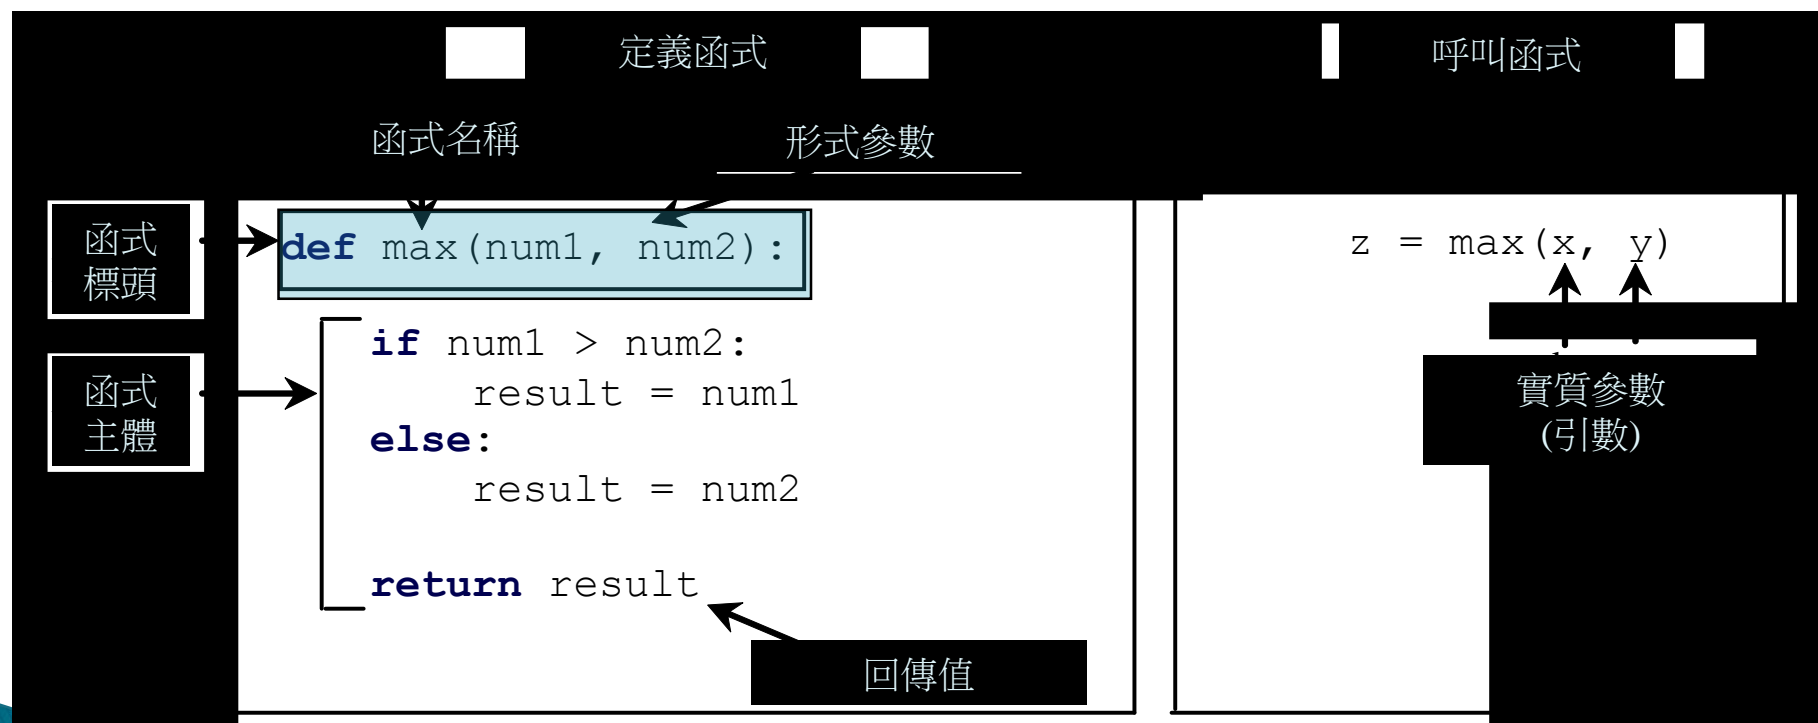 定義函式
呼叫函式
函式名稱
形式參數
函式
標頭
def max(num1, num2):
z = max(x, y)
if num1 > num2:
result = num1
函式
主體
else:
result = num2
實質參數
(引數)
return result
回傳值